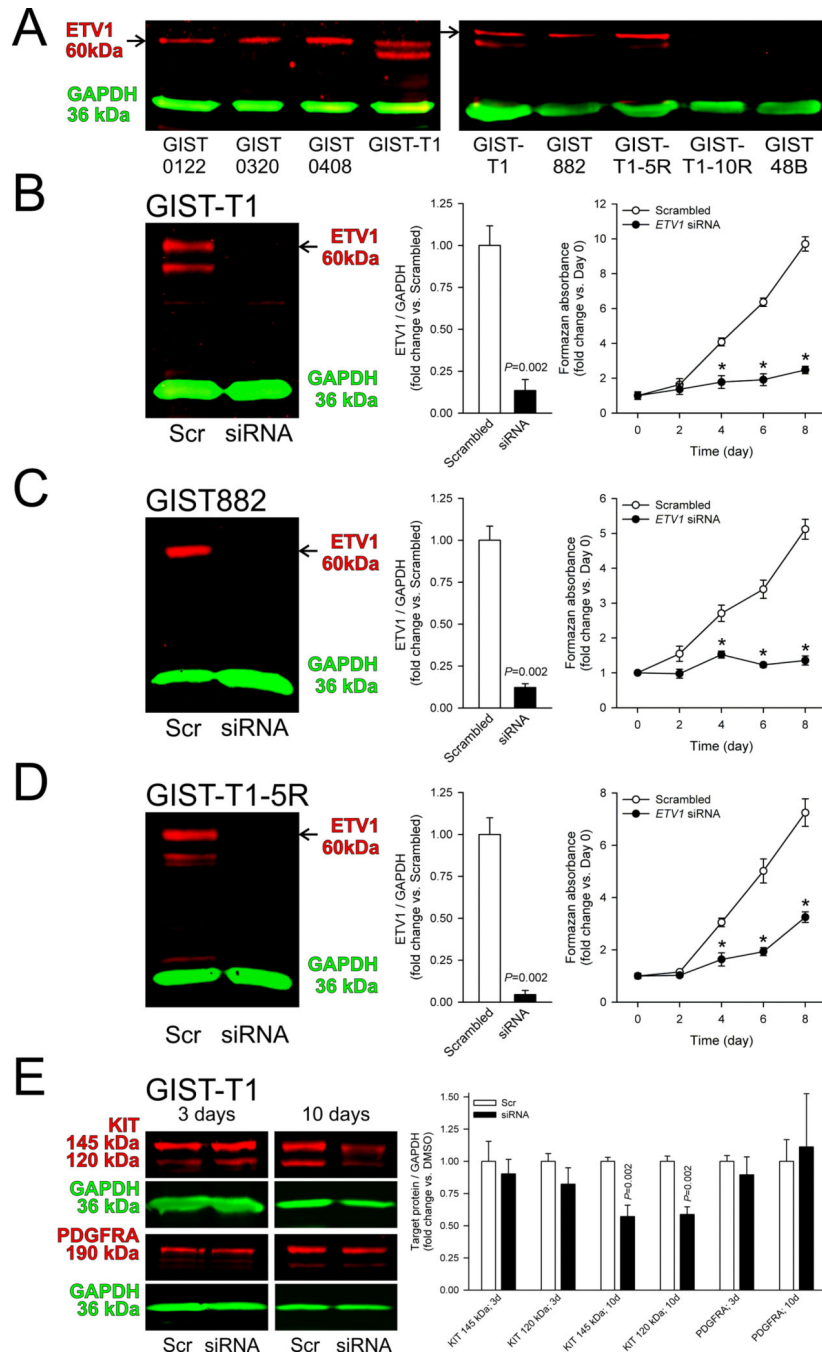 A
ETV1
60kDa
GAPDH
36 kDa
GIST
0122
GIST
0320
GIST
0408
GIST-T1
GIST-
T1
GIST
882
GIST-
T1-5R
GIST-
T1-10R
GIST
48B
B
GIST-T1
ETV1
60kDa
GAPDH
36 kDa
Scr siRNA
ETV1 / GAPDH
(fold change vs. Scrambled)
1.25
1.00
0.75
0.50
0.25
0.00
P=0.002
Scrambled
siRNA
Formazan absorbance
(fold change vs. Day 0)
12
10
8
6
4
2
0
Scrambled
ETV1 siRNA
* * *
0 2 4 6 8
Time (day)
C
GIST882
ETV1
60kDa
GAPDH
36 kDa
Scr siRNA
ETV1 / GAPDH
(fold change vs. Scrambled)
1.25
1.00
0.75
0.50
0.25
0.00
P=0.002
Scrambled
siRNA
Formazan absorbance
(fold change vs. Day 0)
6
5
4
3
2
1
0
Scrambled
ETV1 siRNA
* * *
0 2 4 6 8
Time (day)
D
GIST-T1-5R
ETV1
60kDa
GAPDH
36 kDa
Scr siRNA
ETV1 / GAPDH
(fold change vs. Scrambled)
1.25
1.00
0.75
0.50
0.25
0.00
P=0.002
Scrambled
siRNA
Formazan absorbance
(fold change vs. Day 0)
8
6
4
2
0
Scrambled
ETV1 siRNA
* * *
0 2 4 6 8
Time (day)
E
GIST-T1
3 days 10 days
KIT
145 kDa
120 kDa
GAPDH
36 kDa
PDGFRA
190 kDa
GAPDH
36 kDa
Scr siRNA Scr siRNA
Target protein / GAPDH
(fold change vs. DMSO)
1.50
1.25
1.00
0.75
0.50
0.25
0.00
Scr
siRNA
P=0.002
P=0.002
KIT 145 kDa; 3d
KIT 120 kDa; 3d
KIT 145 kDa; 10d
KIT 120 kDa; 10d
PDGFRA; 3d
PDGFRA; 10d